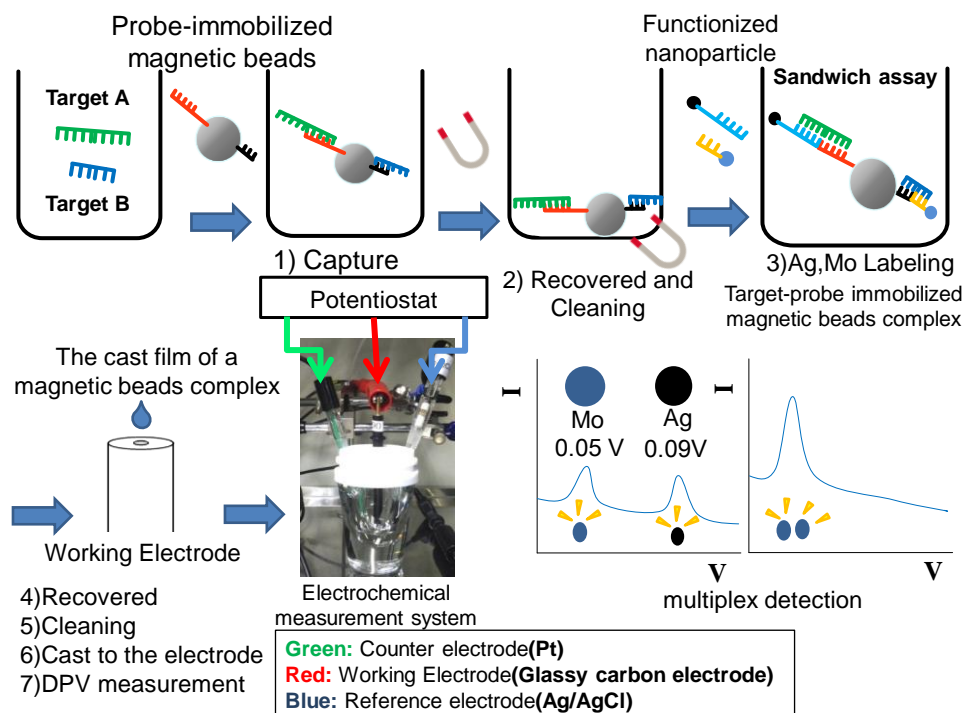 Probe-immobilized
magnetic beads
Functionized
nanoparticle
Target A
Target B
Sandwich assay
1) Capture
2) Recovered and
Cleaning
3)Ag,Mo Labeling
Target-probe immobilized
magnetic beads complex
Potentiostat
The cast film of a
magnetic beads complex
Working Electrode
4)Recovered
5)Cleaning
6)Cast to the electrode
7)DPV measurement
Electrochemical
measurement system
I
Mo
0.05 V
Ag
0.09V
V
I
V
multiplex detection
Green: Counter electrode(Pt)
Red: Working Electrode(Glassy carbon electrode)
Blue: Reference electrode(Ag/AgCl)